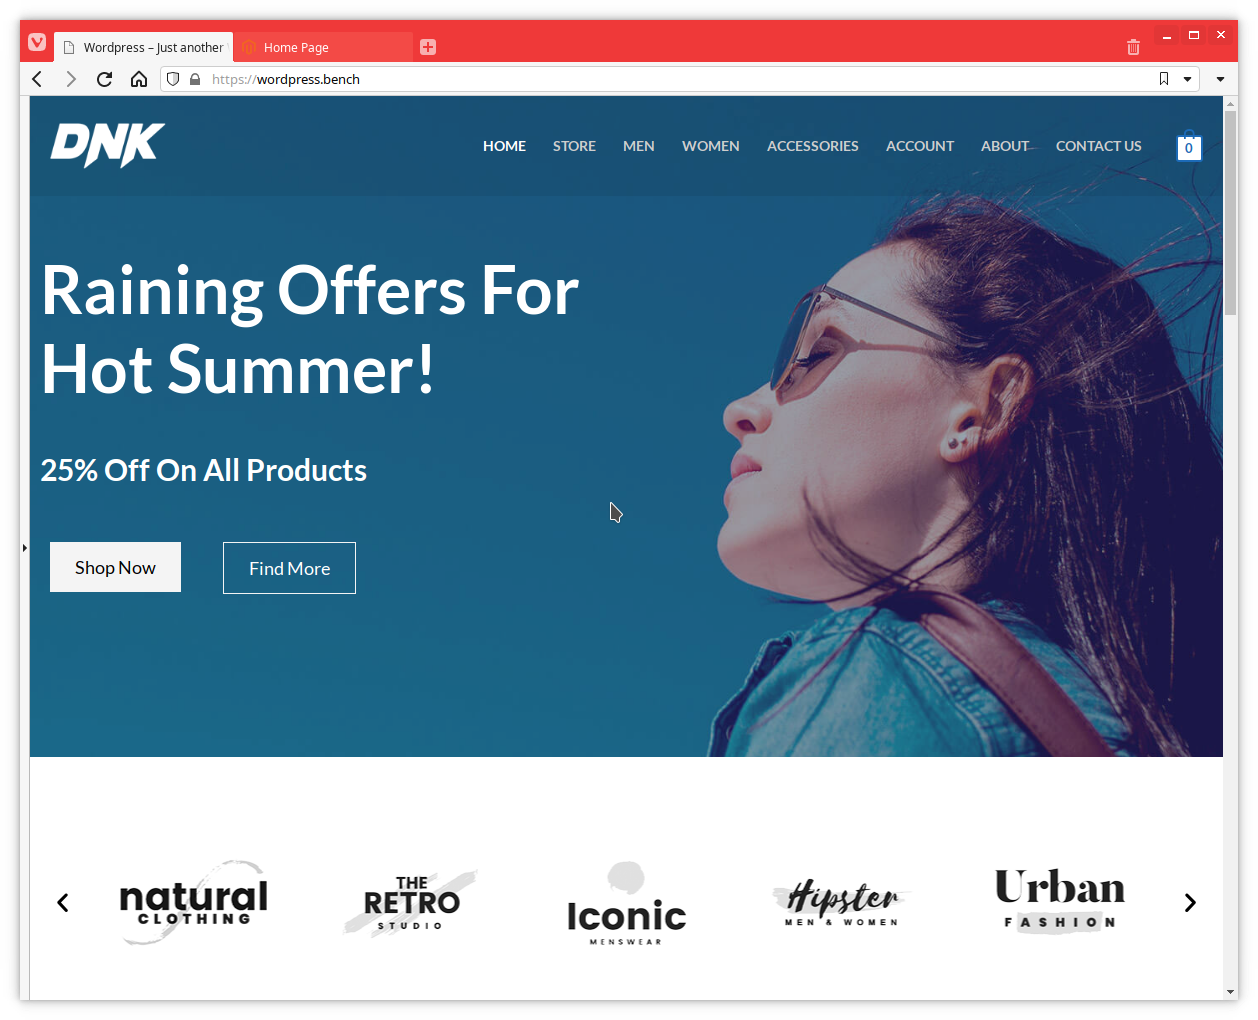 Wordpress – Just another
Home Page
https://wordpress.bench
DNK
HOME STORE MEN WOMEN ACCESSORIES ACCOUNT ABOUT CONTACT US 0
Raining Offers For
Hot Summer!
25% Off On All Products
Shop Now Find More
natural
CLOTHING
THE
RETRO
STUDIO
Iconic
MENSWEAR
Hipster
MEN & WOMEN
Urban
FASHION